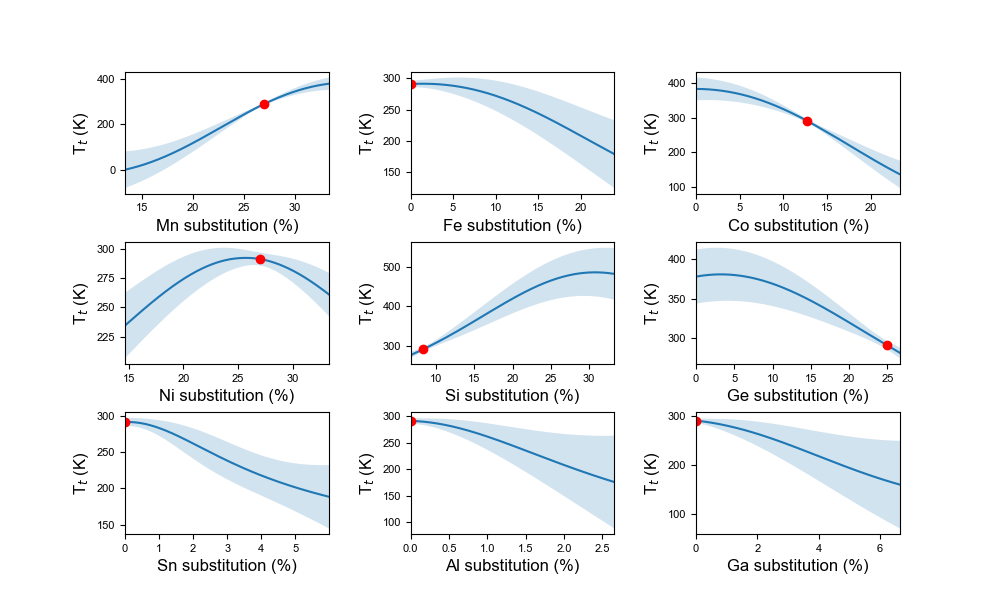 400
200
0
T_t (K)
15 20 25 30
Mn substitution (%)
300
250
200
150
T_t (K)
0 5 10 15 20
Fe substitution (%)
400
300
200
100
T_t (K)
0 5 10 15 20
Co substitution (%)
300
275
250
225
T_t (K)
15 20 25 30
Ni substitution (%)
500
400
300
T_t (K)
10 15 20 25 30
Si substitution (%)
400
350
300
T_t (K)
0 5 10 15 20 25
Ge substitution (%)
300
250
200
150
T_t (K)
0 1 2 3 4 5
Sn substitution (%)
300
250
200
150
100
T_t (K)
0.0 0.5 1.0 1.5 2.0 2.5
Al substitution (%)
300
200
100
T_t (K)
0 2 4 6
Ga substitution (%)